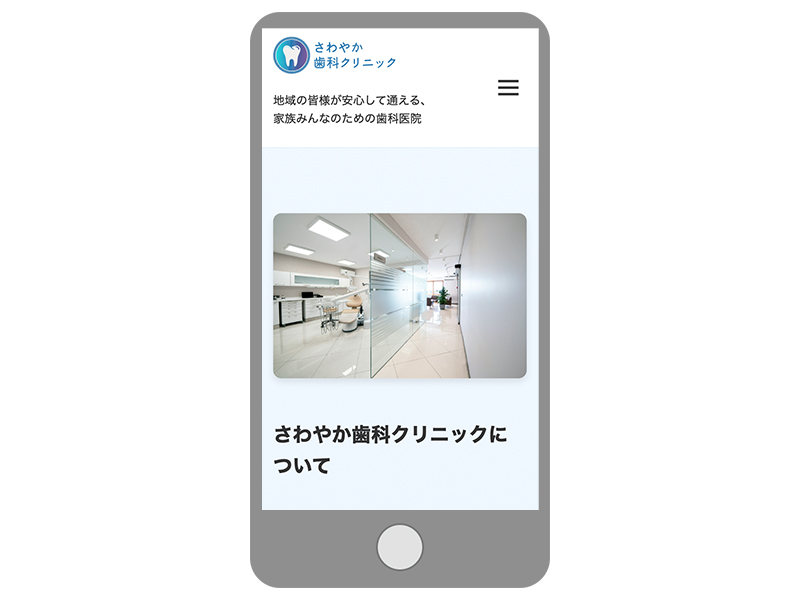 さわやか
歯科クリニック
地域の皆様が安心して通える、
家族みんなのための歯科医院
さわやか歯科クリニックに
ついて